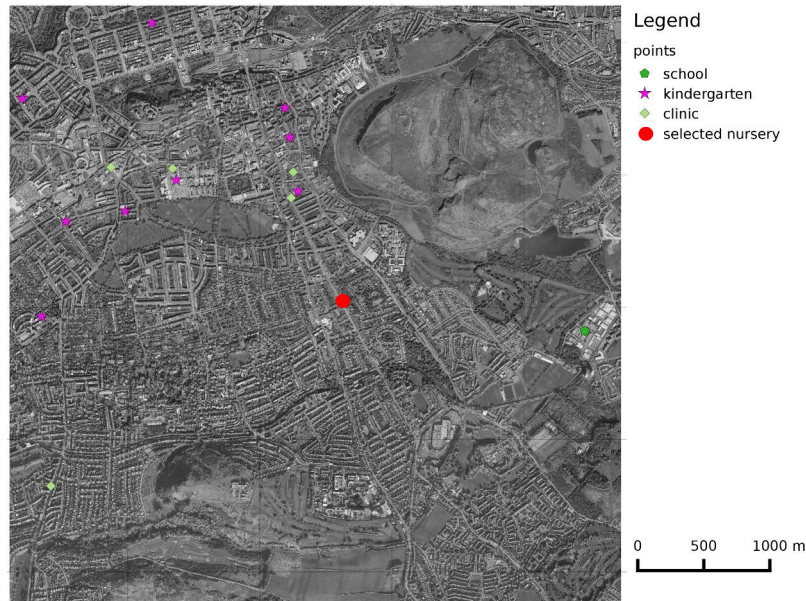 Legend
points
school
kindergarten
clinic
selected nursery
0 500 1000 m